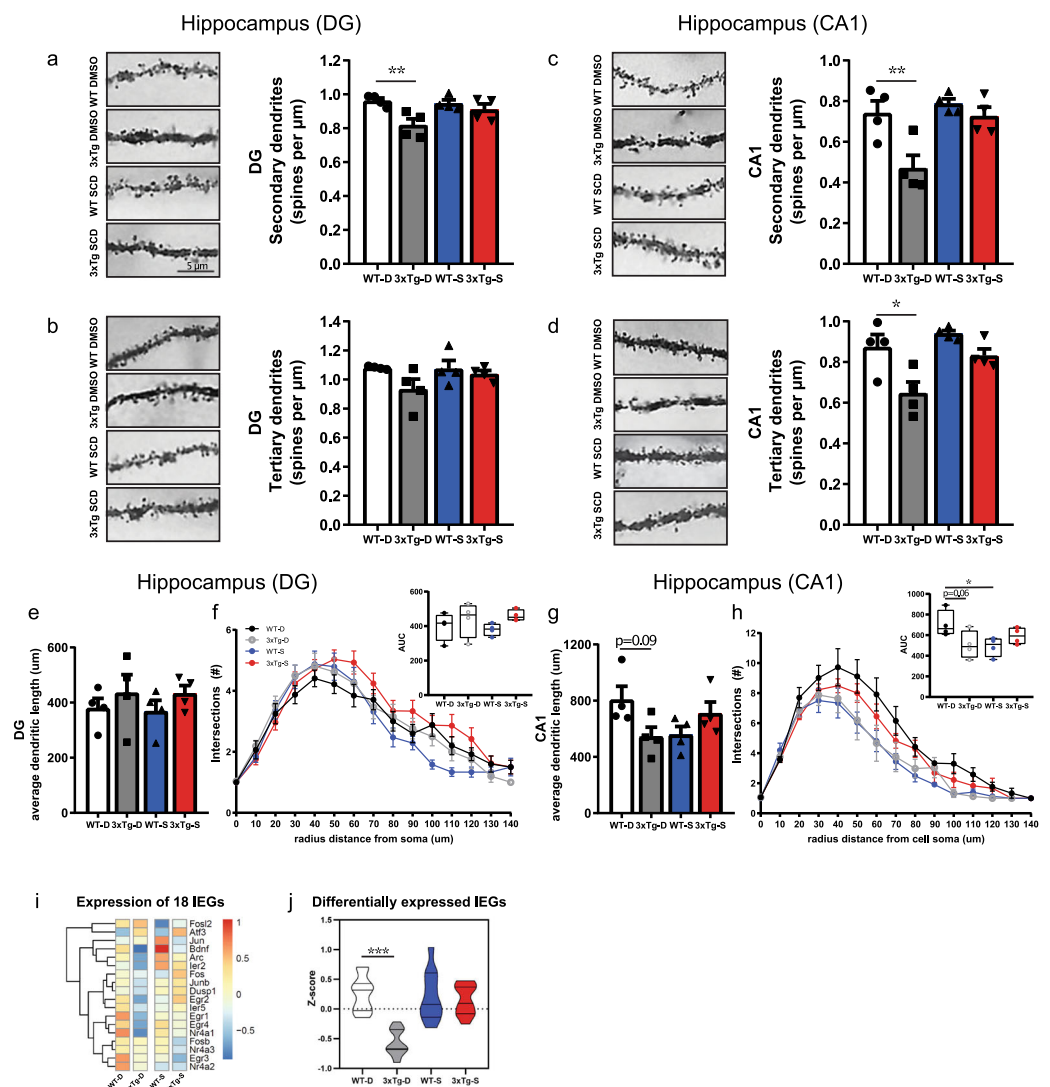 Hippocampus (DG)
Hippocampus (CA1)
a
WT DMSO
3xTg DMSO
WT SCD
3xTg SCD
5 μm
DG
Secondary dendrites
(spines per μm)
1.4
1.2
1.0
0.8
0.6
0.4
0.2
0.0
**
WT-D
3xTg-D
WT-S
3xTg-S
c
WT DMSO
3xTg DMSO
WT SCD
3xTg SCD
CA1
Secondary dendrites
(spines per μm)
1.0
0.8
0.6
0.4
0.2
0.0
**
WT-D
3xTg-D
WT-S
3xTg-S
b
WT DMSO
3xTg DMSO
WT SCD
3xTg SCD
DG
Tertiary dendrites
(spines per μm)
1.4
1.2
1.0
0.8
0.6
0.4
0.2
0.0
WT-D
3xTg-D
WT-S
3xTg-S
d
WT DMSO
3xTg DMSO
WT SCD
3xTg SCD
CA1
Tertiary dendrites
(spines per μm)
1.0
0.8
0.6
0.4
0.2
0.0
*
WT-D
3xTg-D
WT-S
3xTg-S
Hippocampus (DG)
Hippocampus (CA1)
e
DG
average dendritic length (um)
600
400
200
0
WT-D
3xTg-D
WT-S
3xTg-S
f
WT-D
3xTg-D
WT-S
3xTg-S
Intersections (#)
6
4
2
0
0 10 20 30 40 50 60 70 80 90 100 110 120 130 140
radius distance from soma (um)
AUC
600
500
400
300
200
100
0
WT-D 3xTg-D WT-S 3xTg-S
g
CA1
average dendritic length (um)
1200
900
600
300
0
p=0.09
WT-D
3xTg-D
WT-S
3xTg-S
h
Intersections (#)
12
10
8
6
4
2
0
0 10 20 30 40 50 60 70 80 90 100 110 120 130 140
radius distance from cell soma (um)
AUC
1000
800
600
400
200
0
*
p=0.06
WT-D 3xTg-D WT-S 3xTg-S
i
Expression of 18 IEGs
Fosl2
Atf3
Jun
Bdnf
Arc
Ier2
Fos
Junb
Dusp1
Egr2
Ier5
Egr1
Egr4
Nr4a1
Fosb
Nr4a3
Egr3
Nr4a2
1
0.5
0
−0.5
WT-D
xTg-D
WT-S
3xTg-S
j
Differentially expressed IEGs
Z-score
1.5
1.0
0.5
0.0
-0.5
-1.0
***
WT-D
3xTg-D
WT-S
3xTg-S